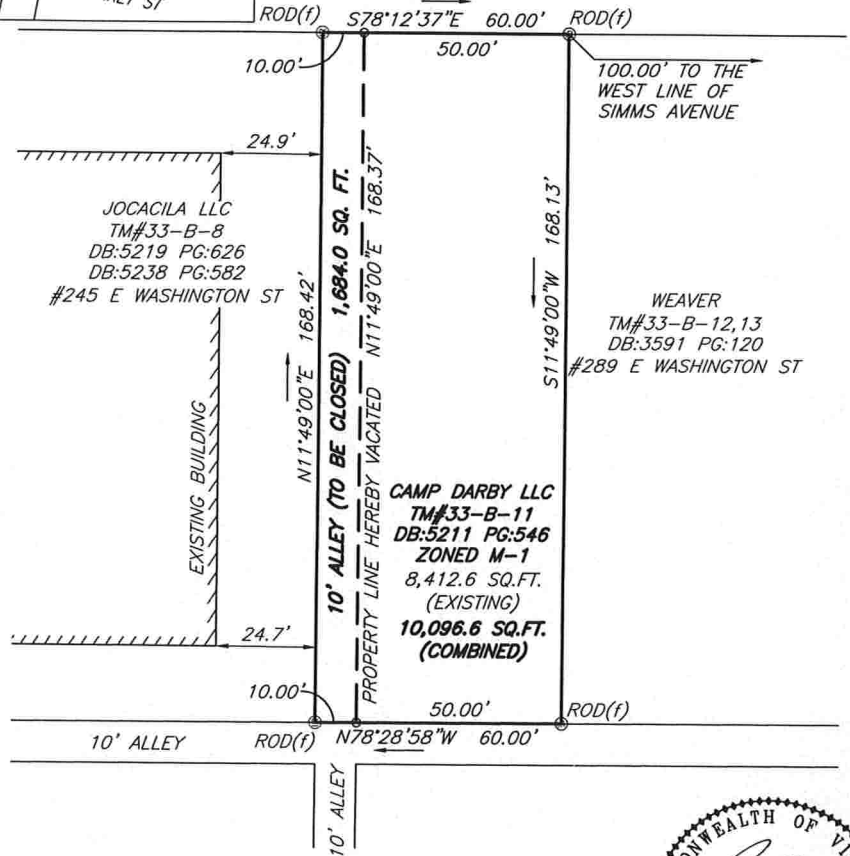 ROD(f)
S78°12'37"E 60.00'
ROD(f)
10.00'
50.00'
100.00' TO THE
WEST LINE OF
SIMMS AVENUE
24.9'
JOCACILA LLC
TM#33-B-8
DB:5219 PG:626
DB:5238 PG:582
#245 E WASHINGTON ST
EXISTING BUILDING
N11°49'00"E 168.42'
10' ALLEY (TO BE CLOSED) 1,684.0 SQ. FT.
PROPERTY LINE HEREBY VACATED N11°49'00"E 168.37'
S11°49'00"W 168.13'
WEAVER
TM#33-B-12,13
DB:3591 PG:120
#289 E WASHINGTON ST
CAMP DARBY LLC
TM#33-B-11
DB:5211 PG:546
ZONED M-1
8,412.6 SQ.FT.
(EXISTING)
10,096.6 SQ.FT.
(COMBINED)
24.7'
10.00'
50.00'
ROD(f)
10' ALLEY
ROD(f)
N78°28'58"W 60.00'
10' ALLEY
OF